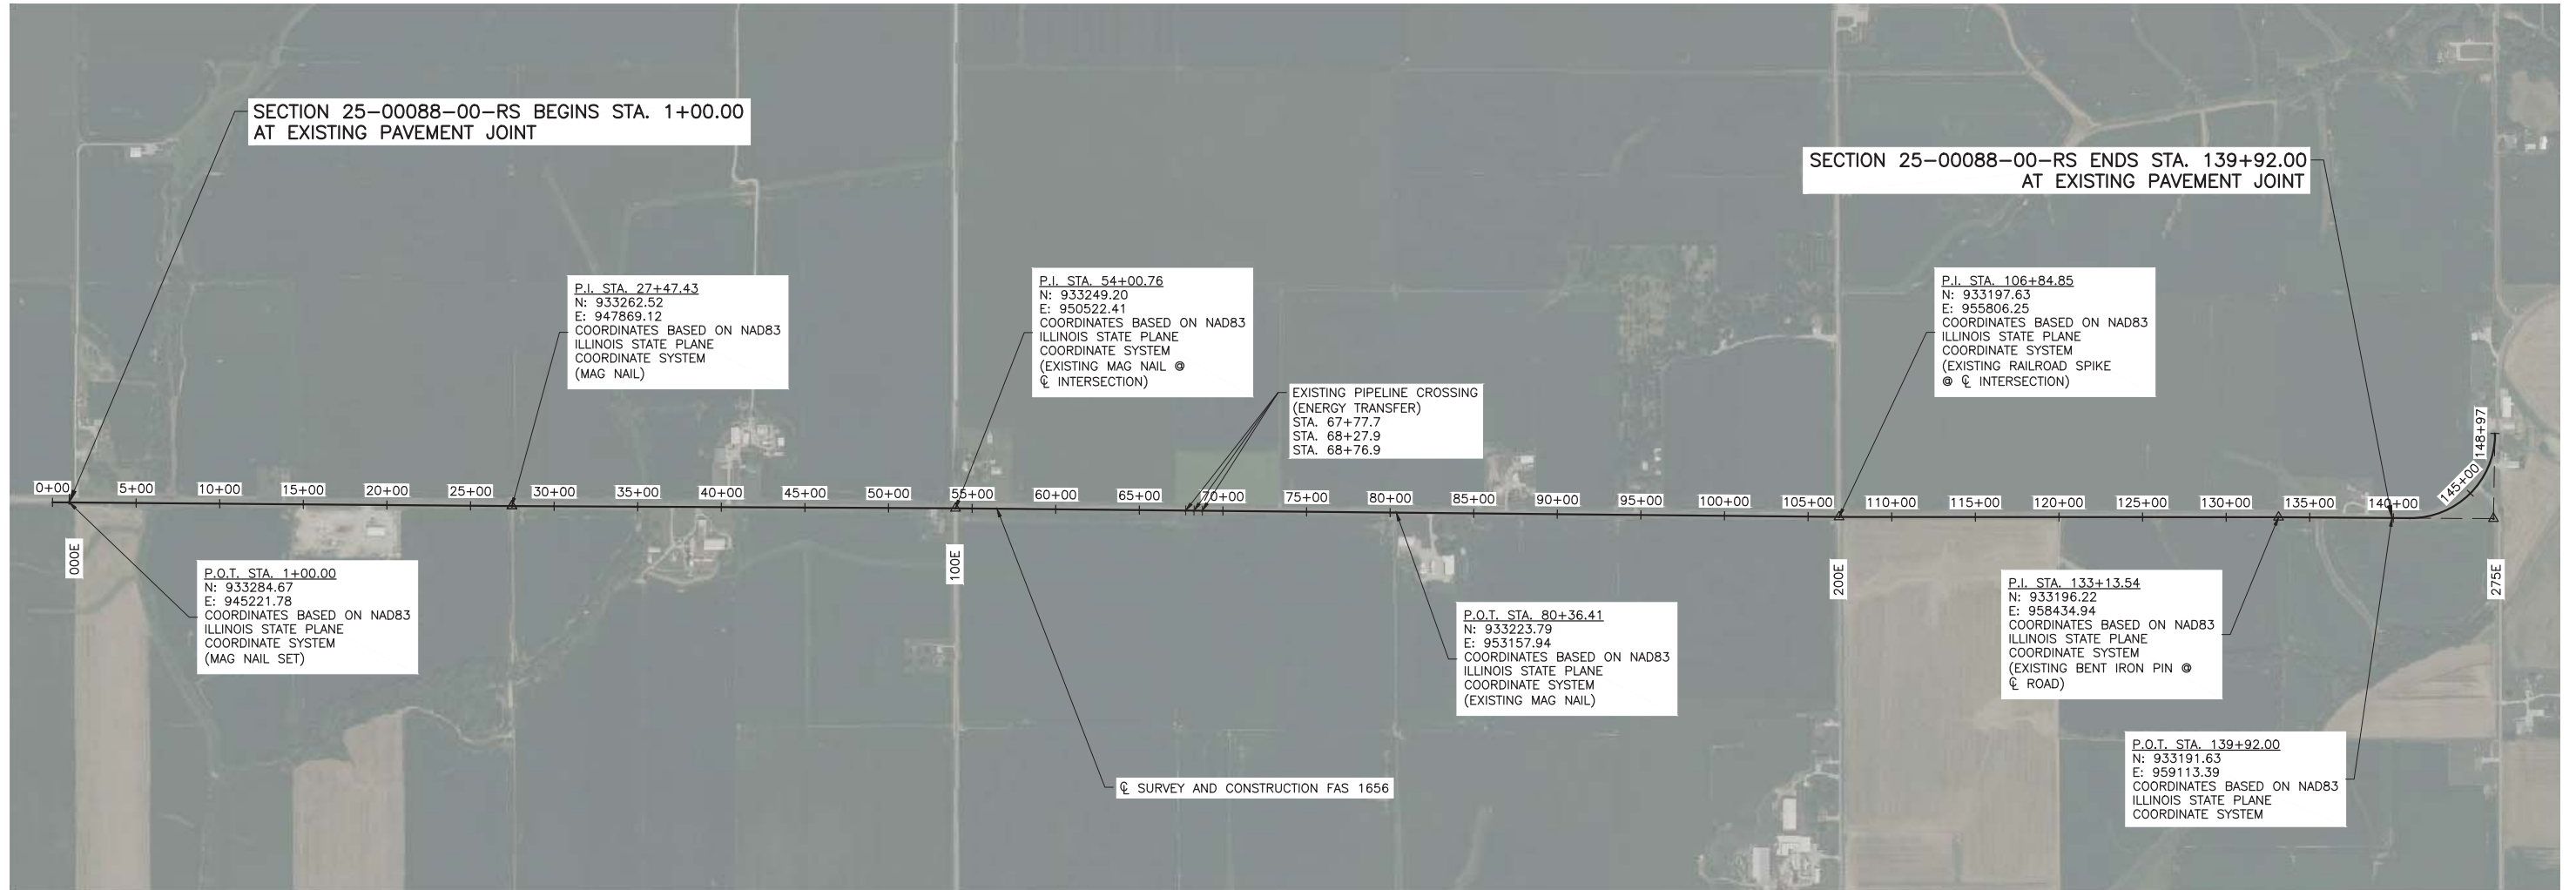 SECTION 25-00088-00-RS BEGINS STA. 1+00.00
AT EXISTING PAVEMENT JOINT
SECTION 25-00088-00-RS ENDS STA. 139+92.00
AT EXISTING PAVEMENT JOINT
P.I. STA. 27+47.43
N: 933262.52
E: 947869.12
COORDINATES BASED ON NAD83
ILLINOIS STATE PLANE
COORDINATE SYSTEM
(MAG NAIL)
P.I. STA. 54+00.76
N: 933249.20
E: 950522.41
COORDINATES BASED ON NAD83
ILLINOIS STATE PLANE
COORDINATE SYSTEM
(EXISTING MAG NAIL @
℄ INTERSECTION)
EXISTING PIPELINE CROSSING
(ENERGY TRANSFER)
STA. 67+77.7
STA. 68+27.9
STA. 68+76.9
P.I. STA. 106+84.85
N: 933197.63
E: 955806.25
COORDINATES BASED ON NAD83
ILLINOIS STATE PLANE
COORDINATE SYSTEM
(EXISTING RAILROAD SPIKE
@ ℄ INTERSECTION)
0+00
5+00
10+00
15+00
20+00
25+00
30+00
35+00
40+00
45+00
50+00
55+00
60+00
65+00
70+00
75+00
80+00
85+00
90+00
95+00
100+00
105+00
110+00
115+00
120+00
125+00
130+00
135+00
140+00
145+00
148+97
000E
100E
200E
275E
P.O.T. STA. 1+00.00
N: 933284.67
E: 945221.78
COORDINATES BASED ON NAD83
ILLINOIS STATE PLANE
COORDINATE SYSTEM
(MAG NAIL SET)
P.O.T. STA. 80+36.41
N: 933223.79
E: 953157.94
COORDINATES BASED ON NAD83
ILLINOIS STATE PLANE
COORDINATE SYSTEM
(EXISTING MAG NAIL)
P.I. STA. 133+13.54
N: 933196.22
E: 958434.94
COORDINATES BASED ON NAD83
ILLINOIS STATE PLANE
COORDINATE SYSTEM
(EXISTING BENT IRON PIN @
℄ ROAD)
℄ SURVEY AND CONSTRUCTION FAS 1656
P.O.T. STA. 139+92.00
N: 933191.63
E: 959113.39
COORDINATES BASED ON NAD83
ILLINOIS STATE PLANE
COORDINATE SYSTEM